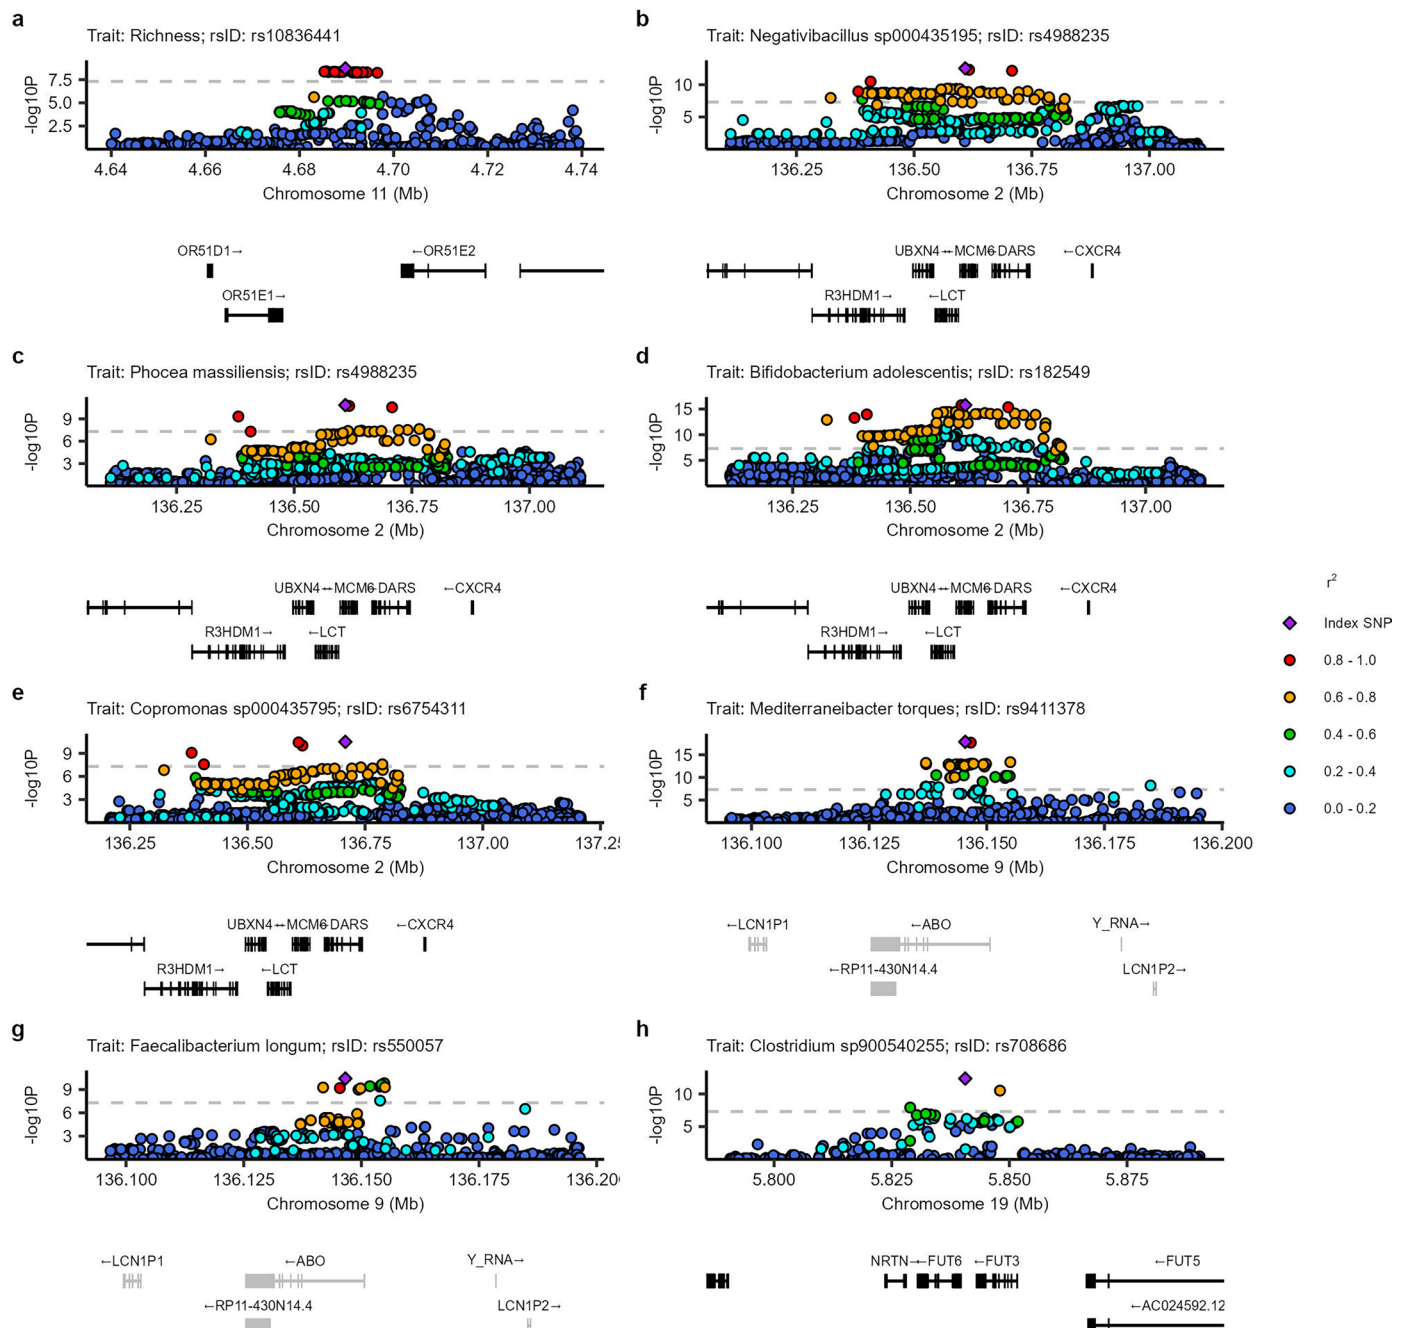 a
Trait: Richness; rsID: rs10836441
-log10P
7.5
5.0
2.5
4.64 4.66 4.68 4.70 4.72 4.74
Chromosome 11 (Mb)
OR51D1→
←OR51E2
OR51E1→
b
Trait: Negativibacillus sp000435195; rsID: rs4988235
-log10P
10
5
136.25 136.50 136.75 137.00
Chromosome 2 (Mb)
UBXN4→ ←MCM6 ←DARS ←CXCR4
R3HDM1→ ←LCT
c
Trait: Phocea massiliensis; rsID: rs4988235
-log10P
9
6
3
136.25 136.50 136.75 137.00
Chromosome 2 (Mb)
UBXN4→ ←MCM6 ←DARS ←CXCR4
R3HDM1→ ←LCT
d
Trait: Bifidobacterium adolescentis; rsID: rs182549
-log10P
15
10
5
136.25 136.50 136.75 137.00
Chromosome 2 (Mb)
UBXN4→ ←MCM6 ←DARS ←CXCR4
R3HDM1→ ←LCT
e
Trait: Copromonas sp000435795; rsID: rs6754311
-log10P
9
6
3
136.25 136.50 136.75 137.00 137.25
Chromosome 2 (Mb)
UBXN4→ ←MCM6 ←DARS ←CXCR4
R3HDM1→ ←LCT
f
Trait: Mediterraneibacter torques; rsID: rs9411378
-log10P
15
10
5
136.100 136.125 136.150 136.175 136.200
Chromosome 9 (Mb)
←LCN1P1 ←ABO Y_RNA→
←RP11-430N14.4 LCN1P2→
g
Trait: Faecalibacterium longum; rsID: rs550057
-log10P
9
6
3
136.100 136.125 136.150 136.175 136.20
Chromosome 9 (Mb)
←LCN1P1 ←ABO Y_RNA→
←RP11-430N14.4 LCN1P2→
h
Trait: Clostridium sp900540255; rsID: rs708686
-log10P
10
5
5.800 5.825 5.850 5.875
Chromosome 19 (Mb)
NRTN→ ←FUT6 ←FUT3 ←FUT5
←AC024592.12
r²
Index SNP
0.8 - 1.0
0.6 - 0.8
0.4 - 0.6
0.2 - 0.4
0.0 - 0.2